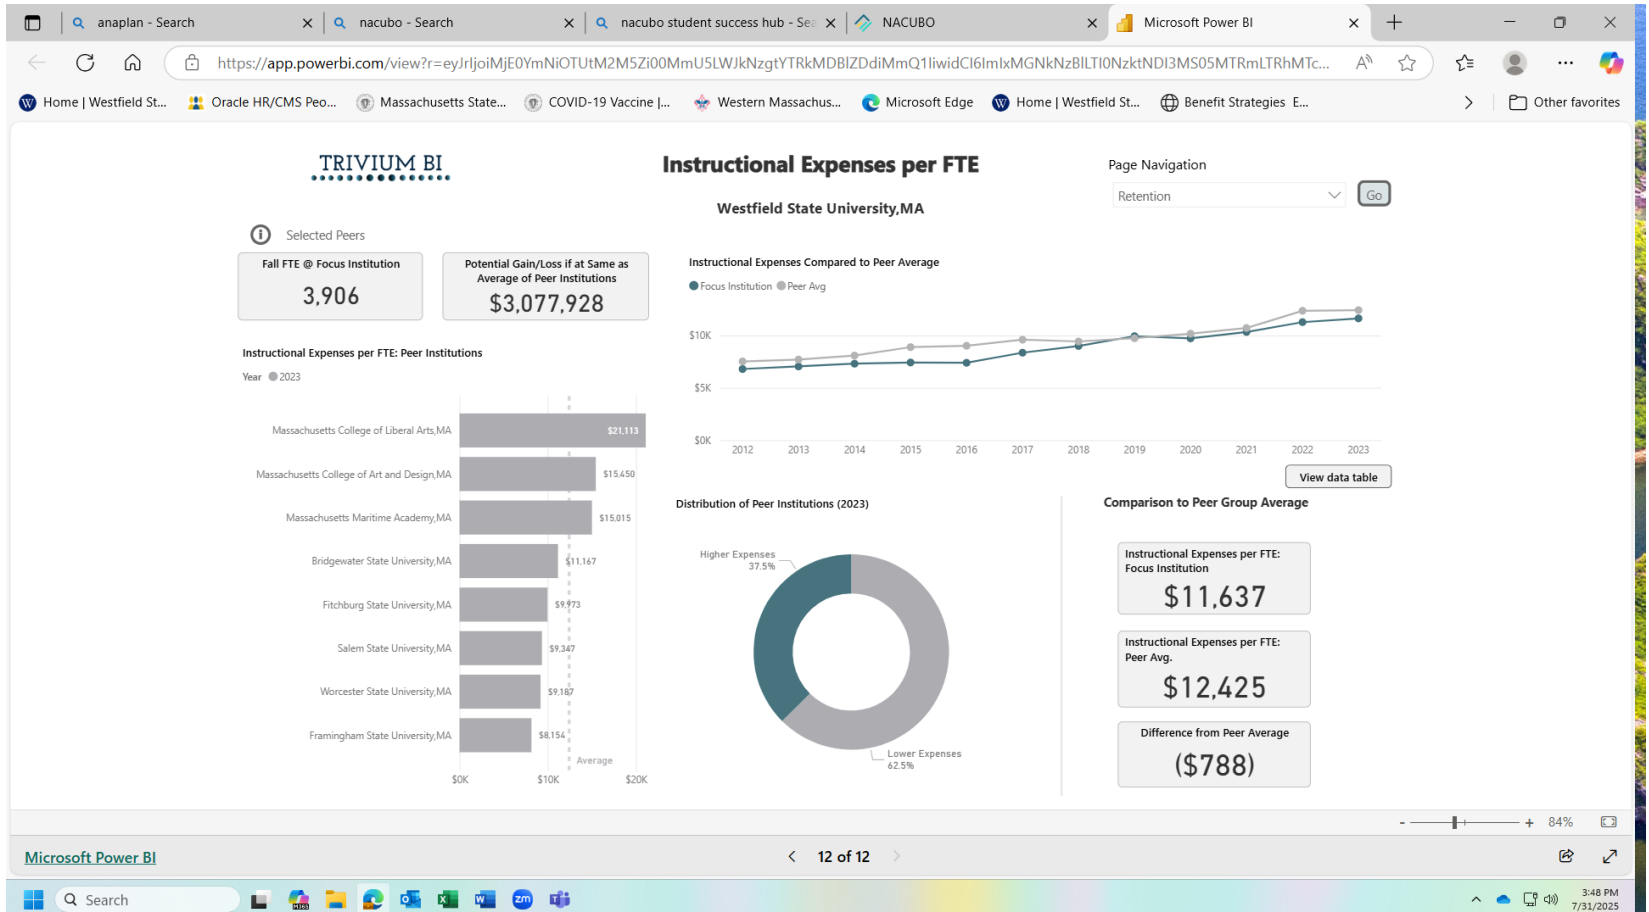 anaplan - Search
nacubo - Search
nacubo student success hub - Sea
NACUBO
Microsoft Power BI
https://app.powerbi.com/view?r=
Home | Westfield St...
Oracle HR/CMS Peo...
Massachusetts State...
COVID-19 Vaccine |...
Western Massachus...
Microsoft Edge
Home | Westfield St...
Benefit Strategies E...
Other favorites
TRIVIUM BI
Instructional Expenses per FTE
Westfield State University,MA
Page Navigation
Retention
Go
Selected Peers
Fall FTE @ Focus Institution
3,906
Potential Gain/Loss if at Same as
Average of Peer Institutions
$3,077,928
Instructional Expenses per FTE: Peer Institutions
Year 2023
Massachusetts College of Liberal Arts,MA $21,113
Massachusetts College of Art and Design,MA $15,450
Massachusetts Maritime Academy,MA $15,015
Bridgewater State University,MA $11,167
Fitchburg State University,MA $9,973
Salem State University,MA $9,347
Worcester State University,MA $9,187
Framingham State University,MA $8,154
Average
$0K $10K $20K
Instructional Expenses Compared to Peer Average
Focus Institution Peer Avg
$10K
$5K
$0K
2012 2013 2014 2015 2016 2017 2018 2019 2020 2021 2022 2023
View data table
Distribution of Peer Institutions (2023)
Higher Expenses
37.5%
Lower Expenses
62.5%
Comparison to Peer Group Average
Instructional Expenses per FTE:
Focus Institution
$11,637
Instructional Expenses per FTE:
Peer Avg.
$12,425
Difference from Peer Average
($788)
- + 84%
Microsoft Power BI
12 of 12
Search
3:48 PM
7/31/2025